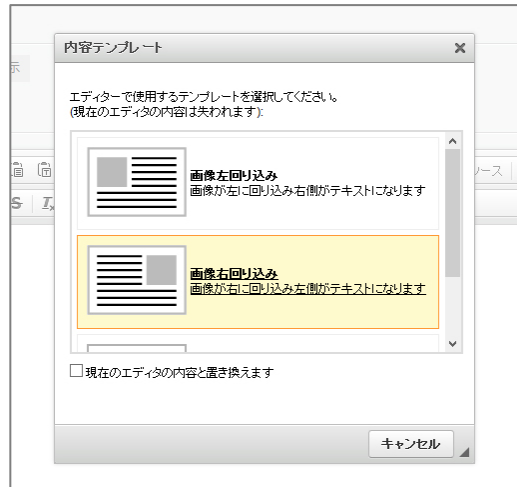 内容テンプレート
示
エディターで使用するテンプレートを選択してください。
(現在のエディタの内容は失われます):
画像左回り込み
画像が左に回り込み右側がテキストになります
ース
画像右回り込み
画像が右に回り込み左側がテキストになります
現在のエディタの内容と置き換えます
キャンセル